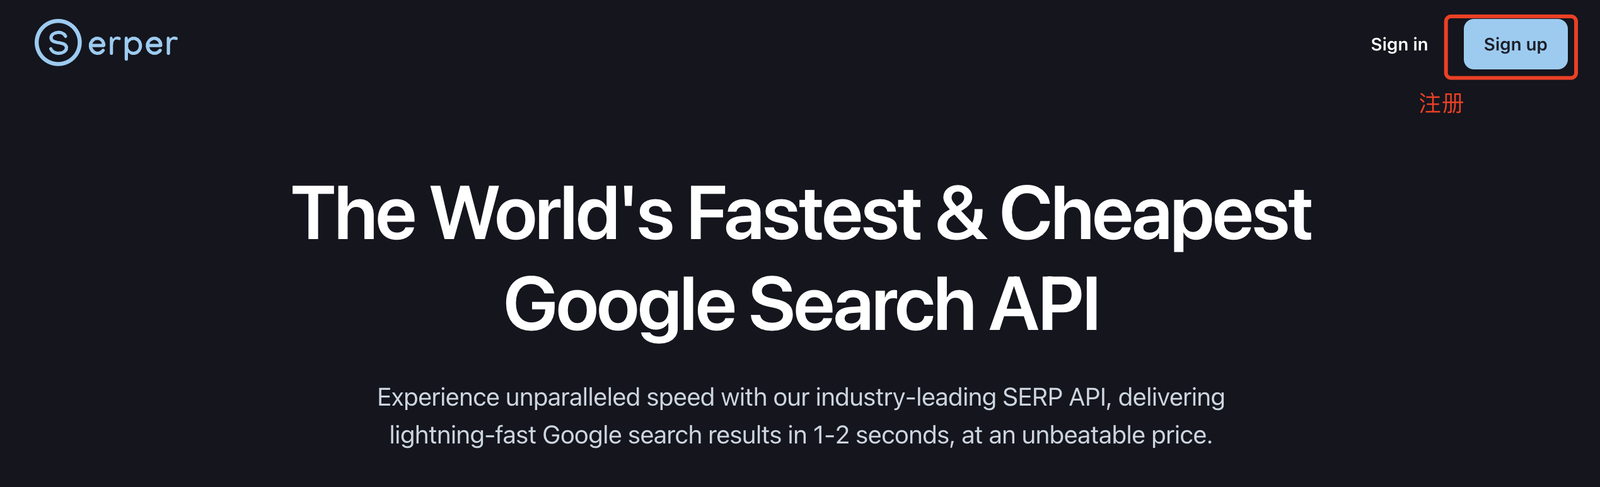 Serper
Sign in
Sign up
注册
The World's Fastest & Cheapest
Google Search API
Experience unparalleled speed with our industry-leading SERP API, delivering
lightning-fast Google search results in 1-2 seconds, at an unbeatable price.